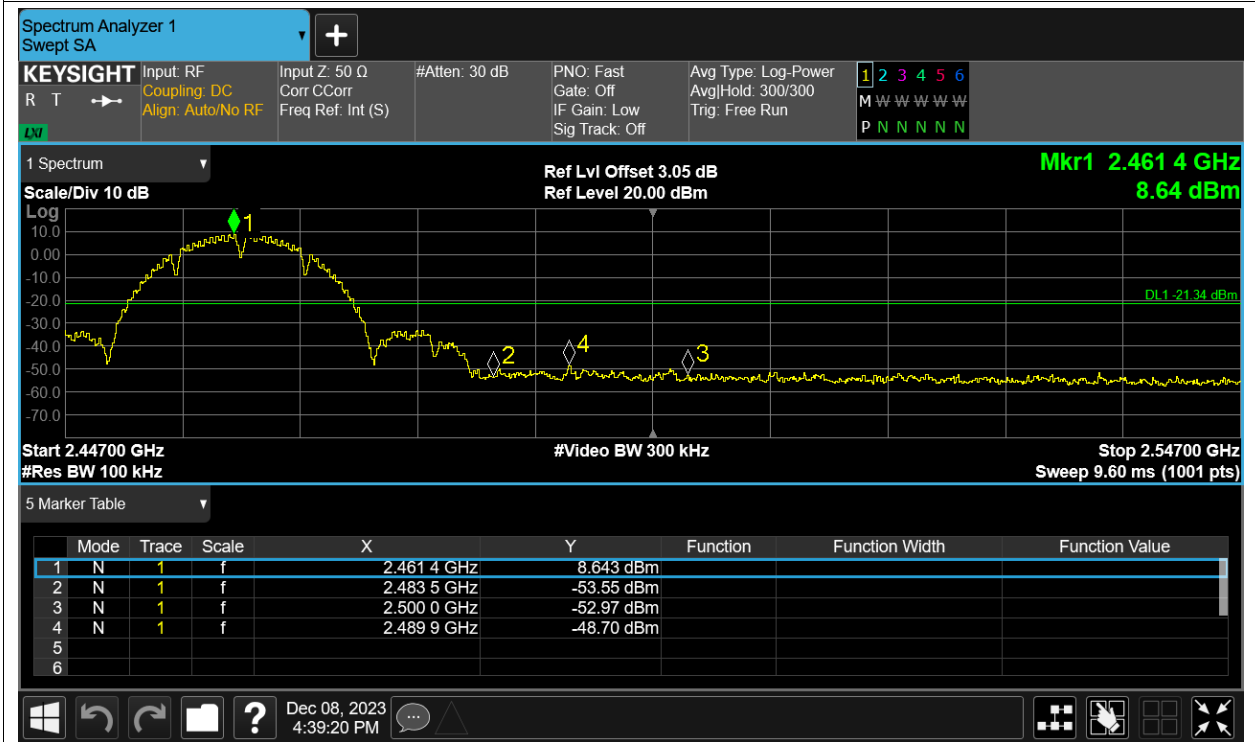 Spectrum Analyzer 1
Swept SA
+
KEYSIGHT Input: RF Input Z: 50 Ω #Atten: 30 dB PNO: Fast Avg Type: Log-Power 1 2 3 4 5 6
R T Coupling: DC Corr CCorr Gate: Off Avg|Hold: 300/300 M W W W W W
Align: Auto/No RF Freq Ref: Int (S) IF Gain: Low Trig: Free Run
LXI Sig Track: Off P N N N N N
1 Spectrum Ref Lvl Offset 3.05 dB Mkr1 2.461 4 GHz
Scale/Div 10 dB Ref Level 20.00 dBm 8.64 dBm
Log
1
10.0
0.00
-10.0
-20.0
DL1 -21.34 dBm
-30.0
-40.0
4
2
3
-50.0
-60.0
-70.0
Start 2.44700 GHz #Video BW 300 kHz Stop 2.54700 GHz
#Res BW 100 kHz Sweep 9.60 ms (1001 pts)
5 Marker Table
Mode Trace Scale X Y Function Function Width Function Value
1 N 1 f 2.461 4 GHz 8.643 dBm
2 N 1 f 2.483 5 GHz -53.55 dBm
3 N 1 f 2.500 0 GHz -52.97 dBm
4 N 1 f 2.489 9 GHz -48.70 dBm
5
6
? Dec 08, 2023
4:39:20 PM